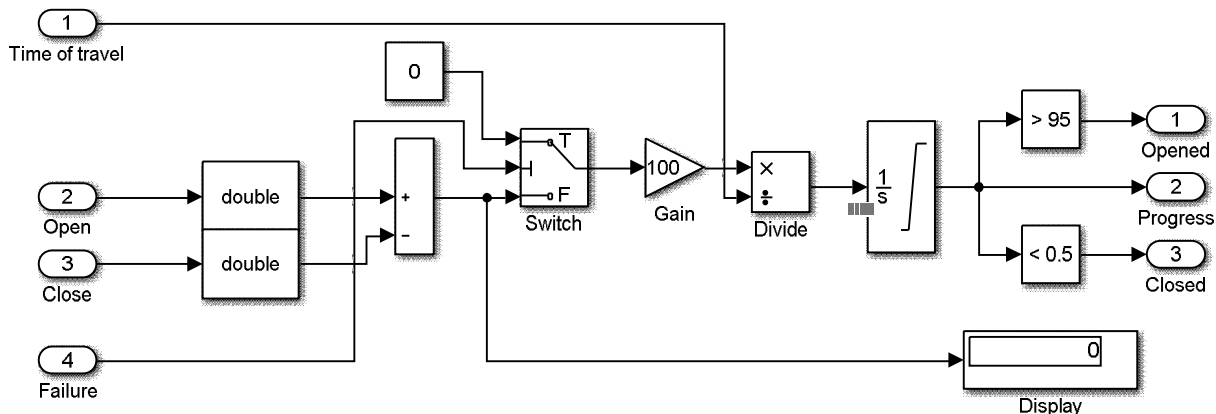 1
Time of travel
0
> 95
1
Opened
T
100
×
÷
1
s
2
Open
double
+
F
Switch
Gain
Divide
2
Progress
3
Close
double
−
< 0.5
3
Closed
4
Failure
0
Display